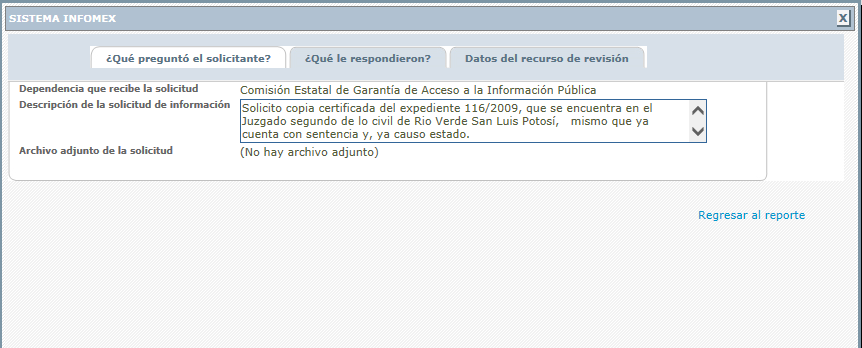 SISTEMA INFOMEX X
¿Qué preguntó el solicitante? ¿Qué le respondieron? Datos del recurso de revisión
Dependencia que recibe la solicitud Comisión Estatal de Garantía de Acceso a la Información Pública
Descripción de la solicitud de información Solicito copia certificada del expediente 116/2009, que se encuentra en el
Juzgado segundo de lo civil de Rio Verde San Luis Potosí, mismo que ya
cuenta con sentencia y, ya causo estado.
Archivo adjunto de la solicitud (No hay archivo adjunto)
Regresar al reporte